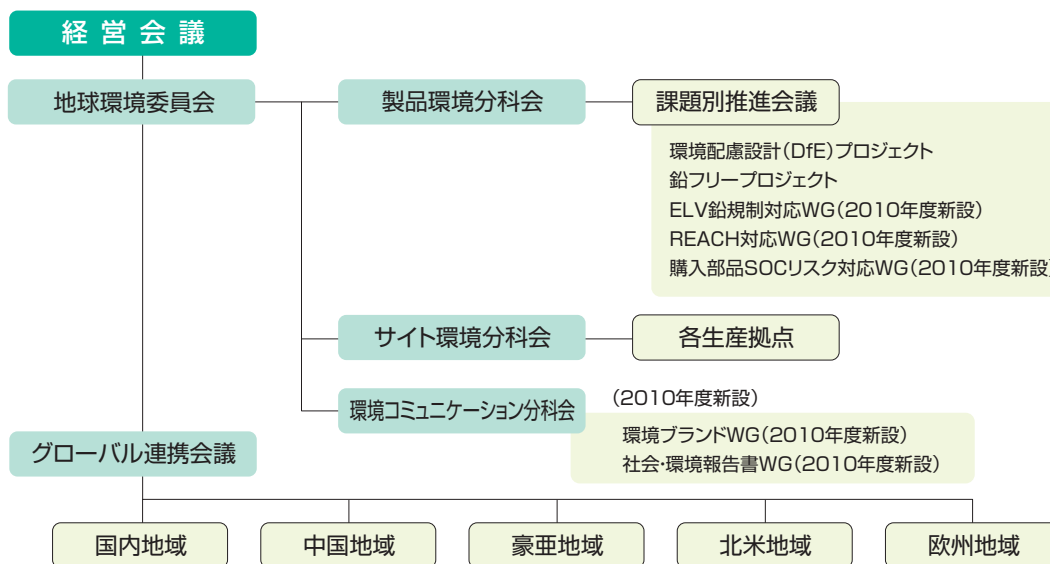 経営会議
地球環境委員会
製品環境分科会
課題別推進会議
環境配慮設計(DfE)プロジェクト
鉛フリープロジェクト
ELV鉛規制対応WG(2010年度新設)
REACH対応WG(2010年度新設)
購入部品SOCリスク対応WG(2010年度新設)
サイト環境分科会
各生産拠点
環境コミュニケーション分科会
(2010年度新設)
環境ブランドWG(2010年度新設)
社会・環境報告書WG(2010年度新設)
グローバル連携会議
国内地域
中国地域
豪亜地域
北米地域
欧州地域